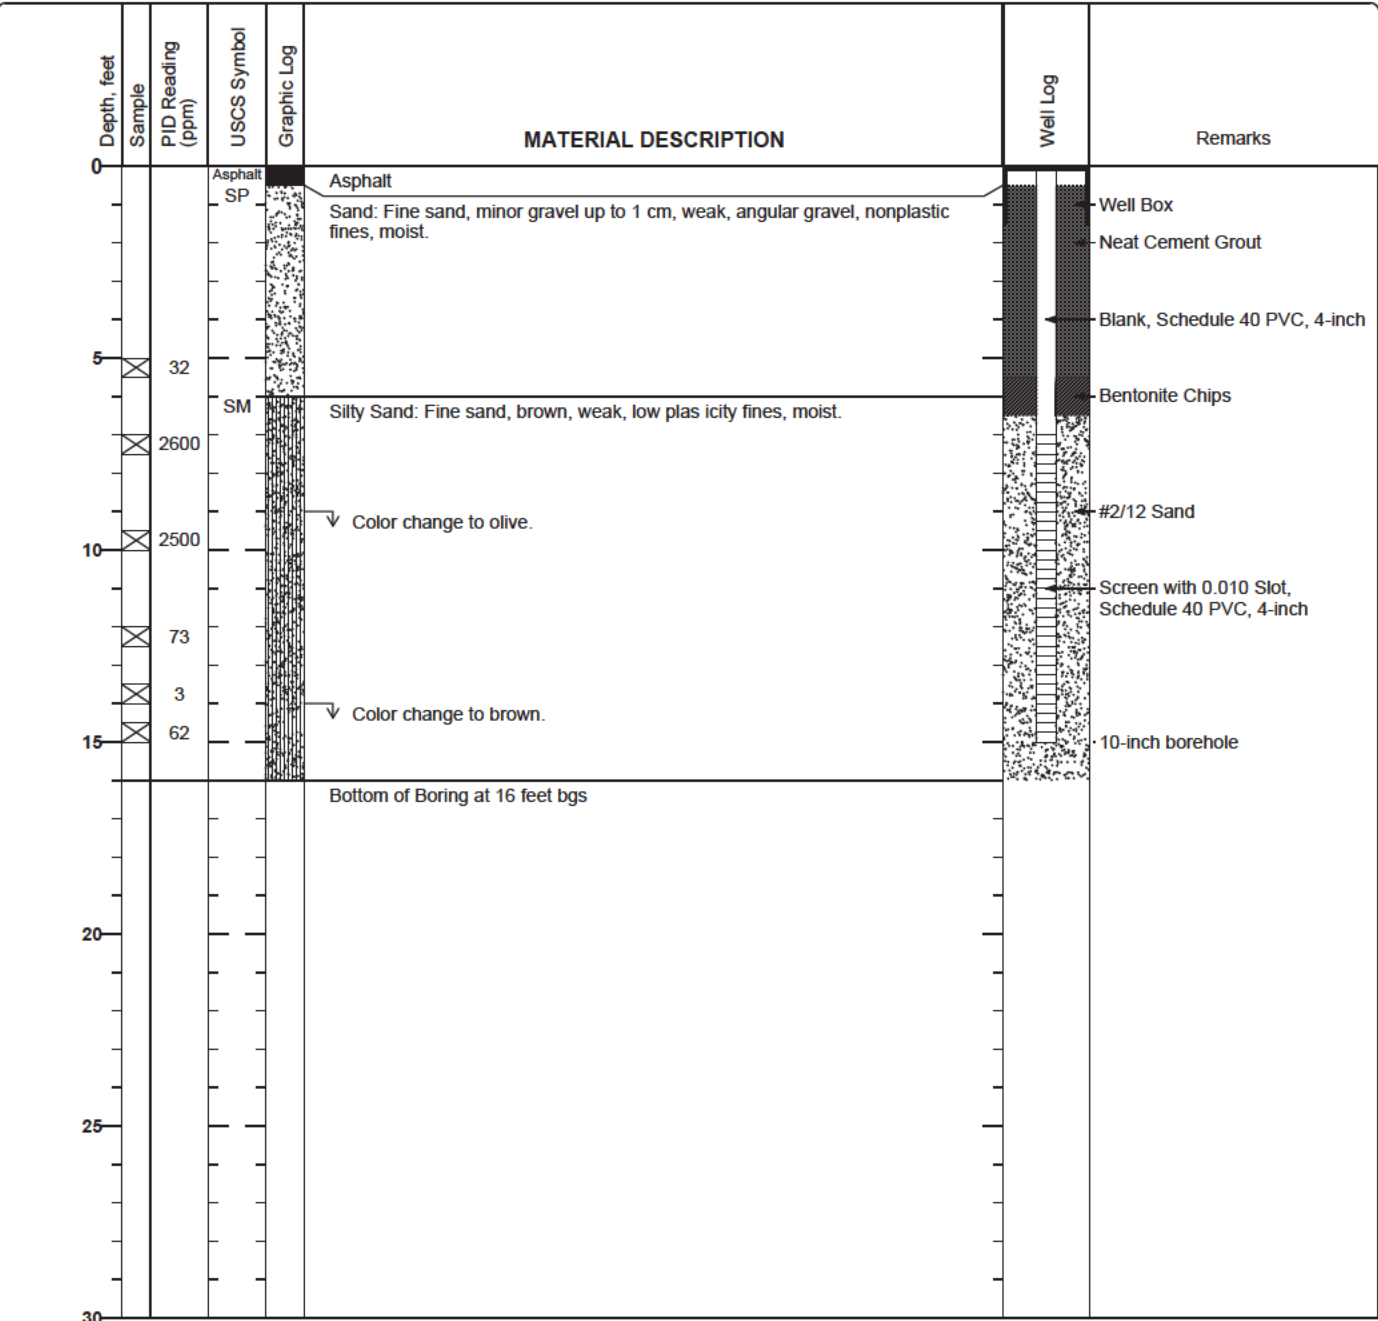 Depth, feet
Sample
PID Reading
(ppm)
USCS Symbol
Graphic Log
MATERIAL DESCRIPTION
Well Log
Remarks
0
Asphalt
SP
Asphalt
Sand: Fine sand, minor gravel up to 1 cm, weak, angular gravel, nonplastic
fines, moist.
Well Box
Neat Cement Grout
Blank, Schedule 40 PVC, 4-inch
5
32
SM
Silty Sand: Fine sand, brown, weak, low plas icity fines, moist.
Bentonite Chips
2600
Color change to olive.
#2/12 Sand
2500
10
Screen with 0.010 Slot,
Schedule 40 PVC, 4-inch
73
3
Color change to brown.
62
15
10-inch borehole
Bottom of Boring at 16 feet bgs
20
25
30